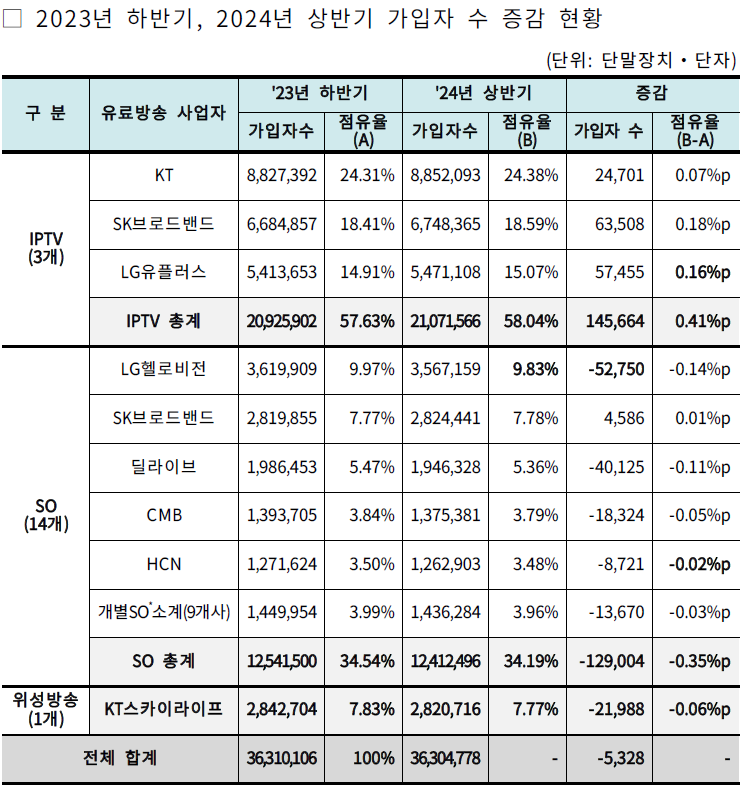 □ 2023년 하반기, 2024년 상반기 가입자 수 증감 현황
(단위: 단말장치・단자)
구 분 유료방송 사업자 '23년 하반기 '24년 상반기 증감
가입자수 점유율(A) 가입자수 점유율(B) 가입자 수 점유율(B-A)
IPTV
(3개)
KT 8,827,392 24.31% 8,852,093 24.38% 24,701 0.07%p
SK브로드밴드 6,684,857 18.41% 6,748,365 18.59% 63,508 0.18%p
LG유플러스 5,413,653 14.91% 5,471,108 15.07% 57,455 0.16%p
IPTV 총계 20,925,902 57.63% 21,071,566 58.04% 145,664 0.41%p
SO
(14개)
LG헬로비전 3,619,909 9.97% 3,567,159 9.83% -52,750 -0.14%p
SK브로드밴드 2,819,855 7.77% 2,824,441 7.78% 4,586 0.01%p
딜라이브 1,986,453 5.47% 1,946,328 5.36% -40,125 -0.11%p
CMB 1,393,705 3.84% 1,375,381 3.79% -18,324 -0.05%p
HCN 1,271,624 3.50% 1,262,903 3.48% -8,721 -0.02%p
개별SO*소계(9개사) 1,449,954 3.99% 1,436,284 3.96% -13,670 -0.03%p
SO 총계 12,541,500 34.54% 12,412,496 34.19% -129,004 -0.35%p
위성방송
(1개)
KT스카이라이프 2,842,704 7.83% 2,820,716 7.77% -21,988 -0.06%p
전체 합계 36,310,106 100% 36,304,778 - -5,328 -